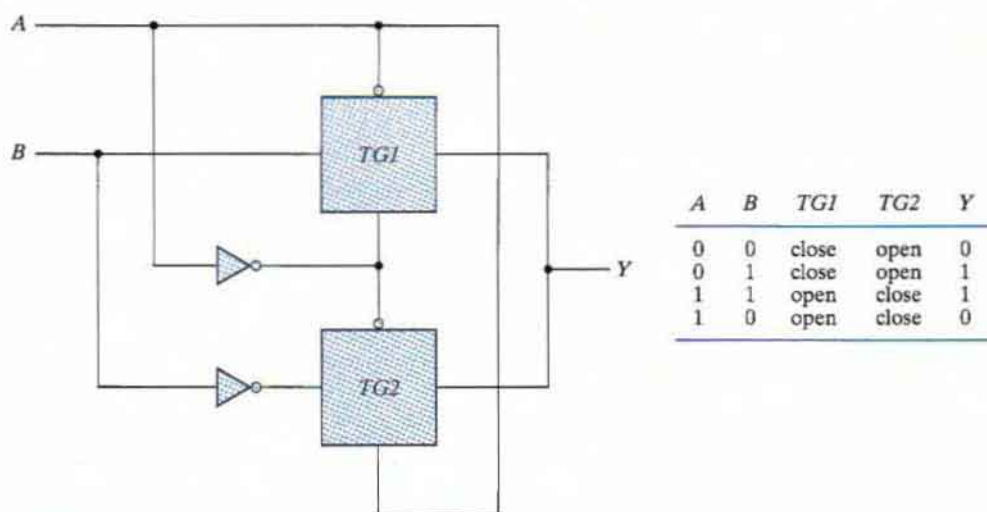 A
B
TG1
TG2
Y
A B TG1 TG2 Y
0 0 close open 0
0 1 close open 1
1 1 open close 1
1 0 open close 0